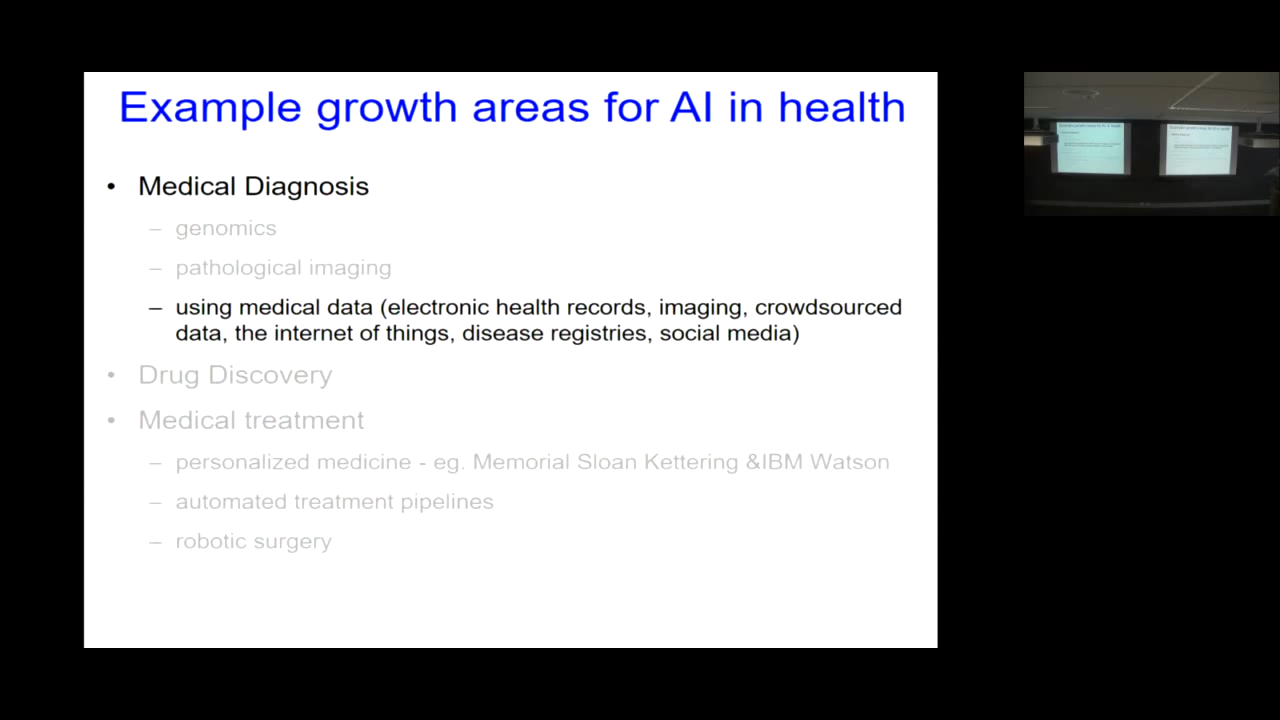 Example growth areas for AI in health
• Medical Diagnosis
– genomics
– pathological imaging
– using medical data (electronic health records, imaging, crowdsourced
data, the internet of things, disease registries, social media)
• Drug Discovery
• Medical treatment
– personalized medicine - eg. Memorial Sloan Kettering &IBM Watson
– automated treatment pipelines
– robotic surgery